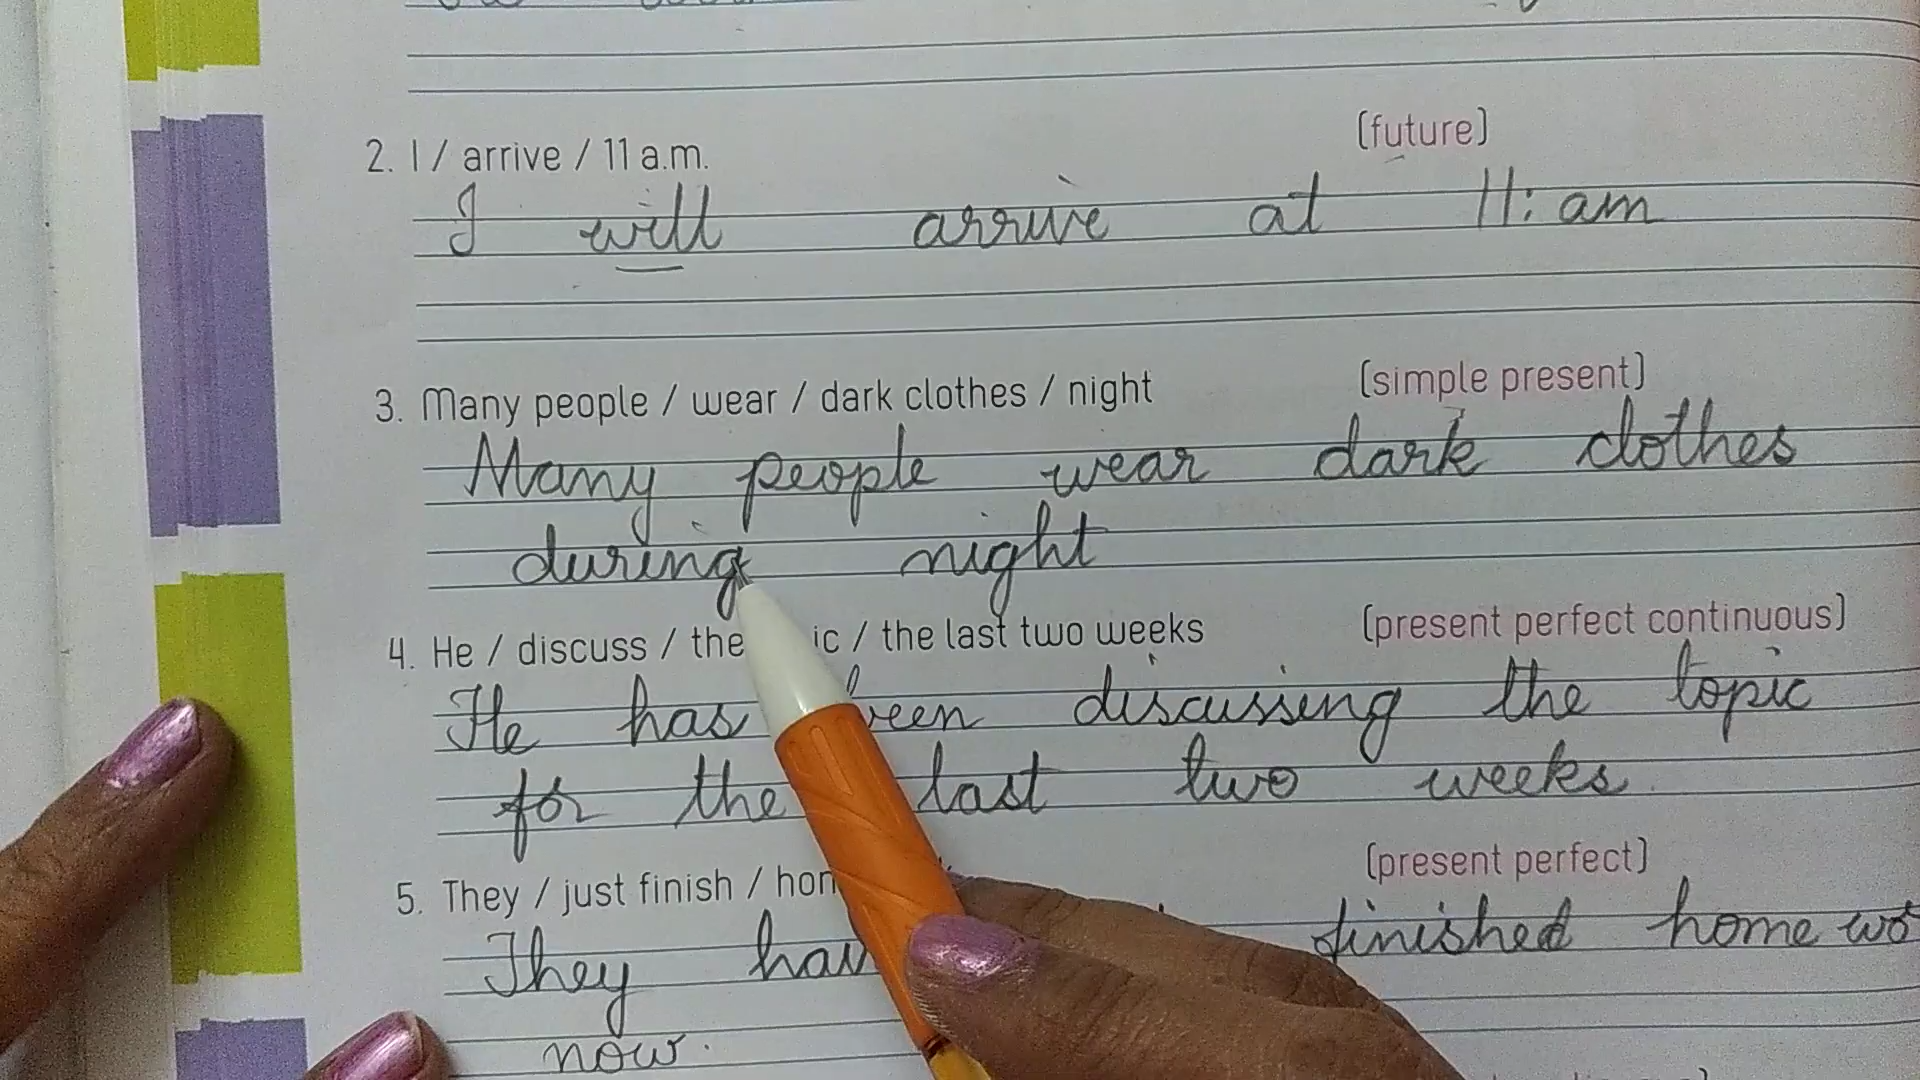 2. I / arrive / 11 a.m. (future)
I will arrive at 11: am
3. Many people / wear / dark clothes / night (simple present)
Many people wear dark clothes
during night
4. He / discuss / the ic / the last two weeks (present perfect continuous)
He has been discussing the topic
for the last two weeks.
5. They / just finish / hom (present perfect)
They hav finished home wo
now.